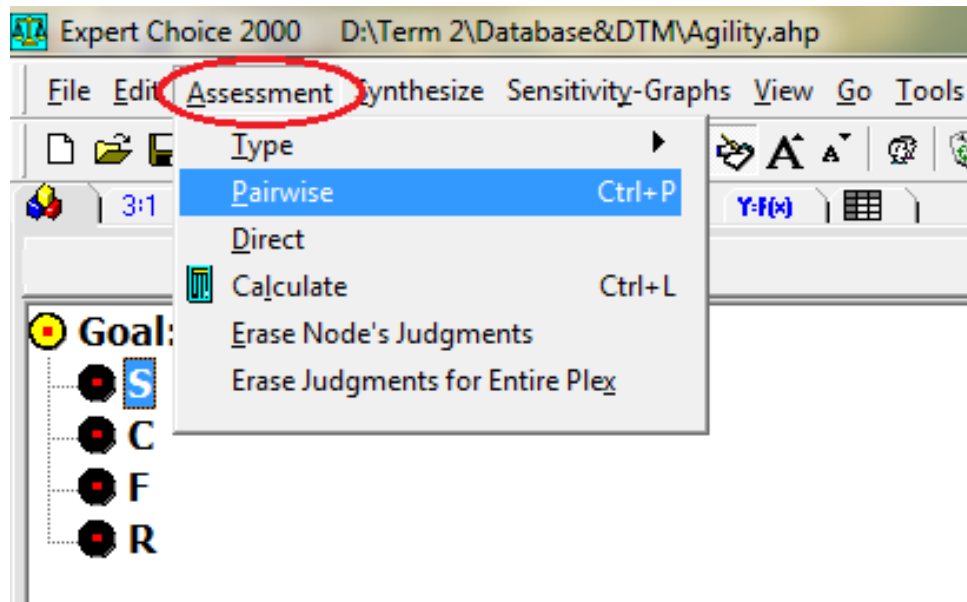 Expert Choice 2000 D:\Term 2\Database&DTM\Agility.ahp
File Edit Assessment Synthesize Sensitivity-Graphs View Go Tools
A A
3:1 Y=F(x)
Type
Pairwise Ctrl+P
Direct
Calculate Ctrl+L
Erase Node's Judgments
Erase Judgments for Entire Plex
Goal:
S
C
F
R